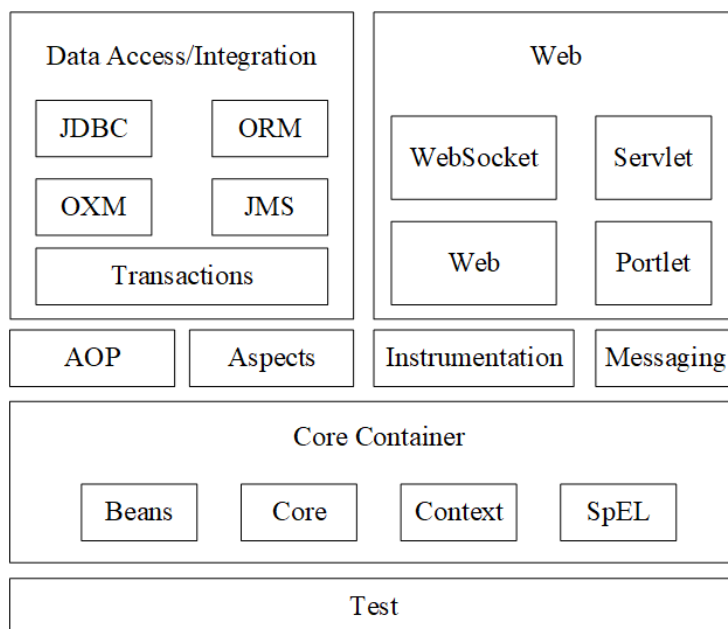 Data Access/Integration
JDBC
ORM
OXM
JMS
Transactions
Web
WebSocket
Servlet
Web
Portlet
AOP
Aspects
Instrumentation
Messaging
Core Container
Beans
Core
Context
SpEL
Test